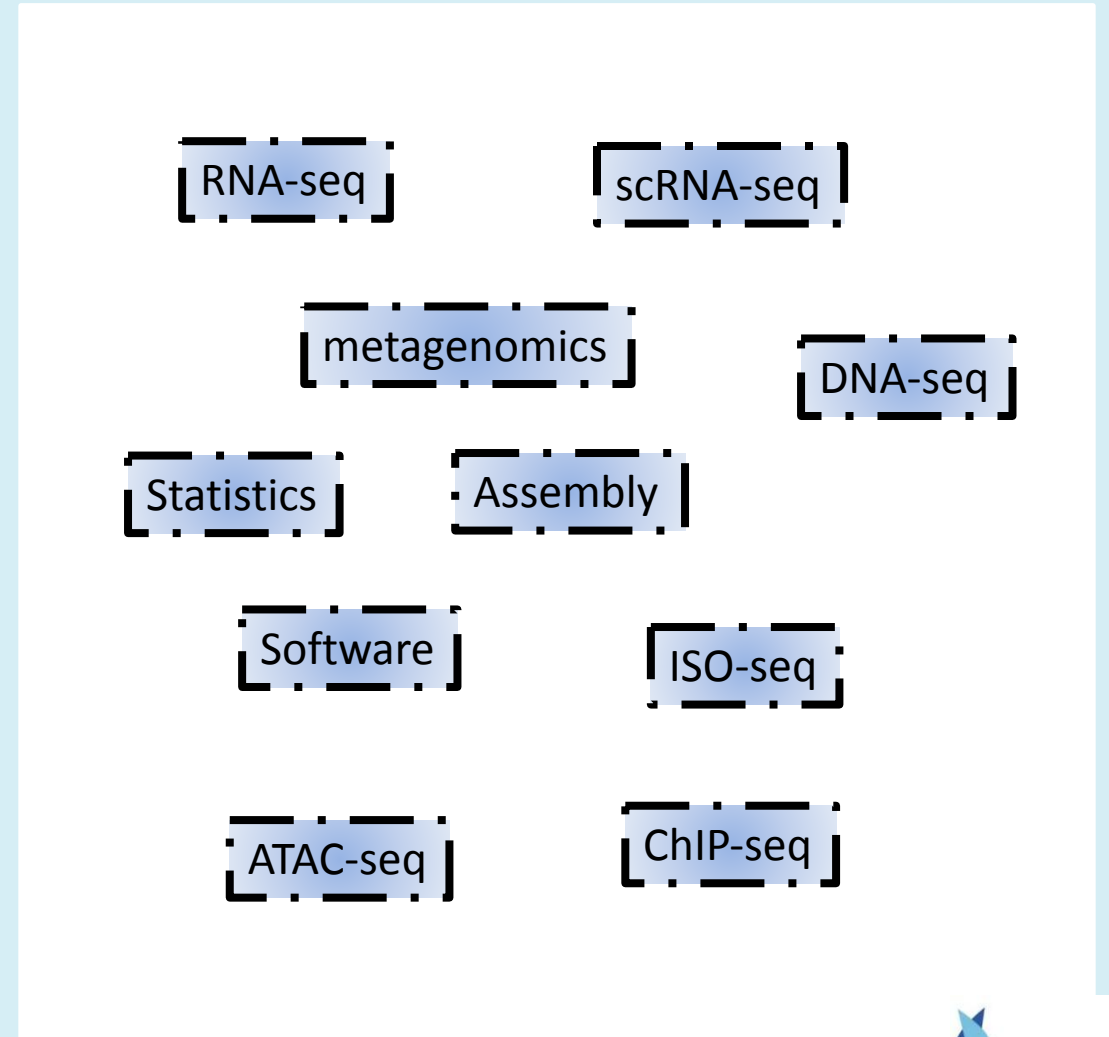 RNA-seq
scRNA-seq
metagenomics
DNA-seq
Statistics
Assembly
Software
ISO-seq
ATAC-seq
ChIP-seq